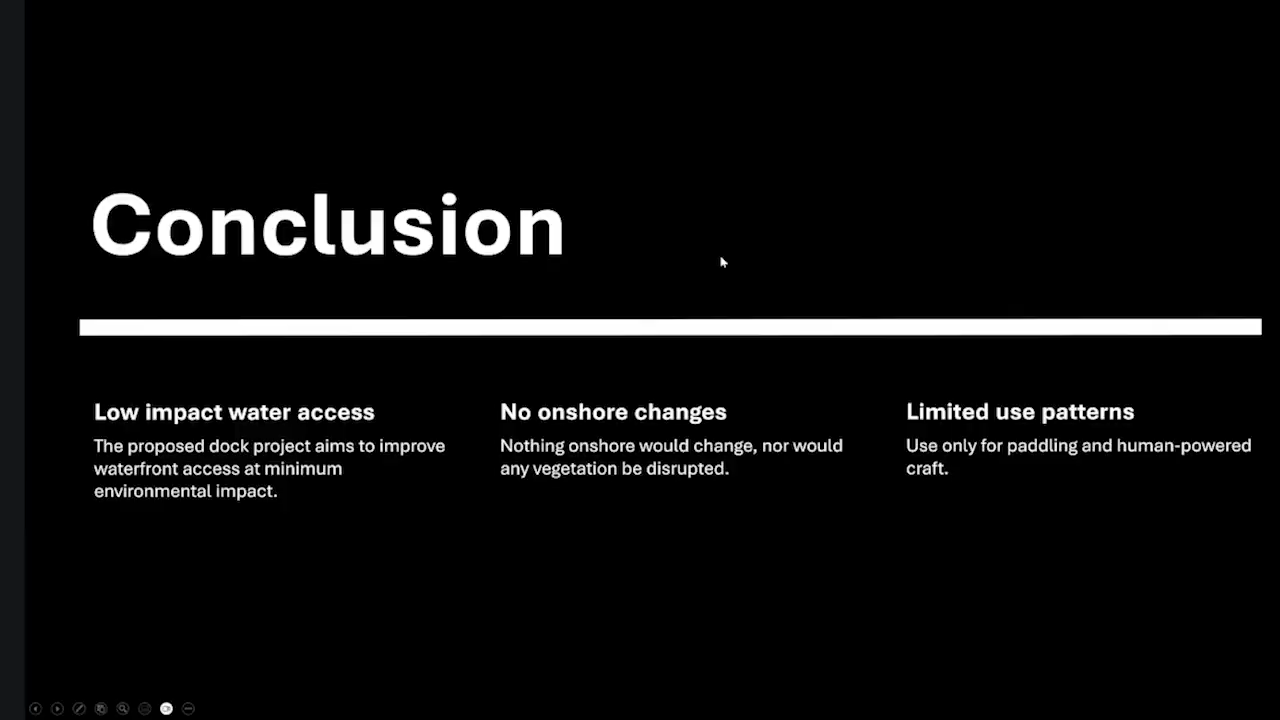 Conclusion
Low impact water access
The proposed dock project aims to improve
waterfront access at minimum
environmental impact.
No onshore changes
Nothing onshore would change, nor would
any vegetation be disrupted.
Limited use patterns
Use only for paddling and human-powered
craft.